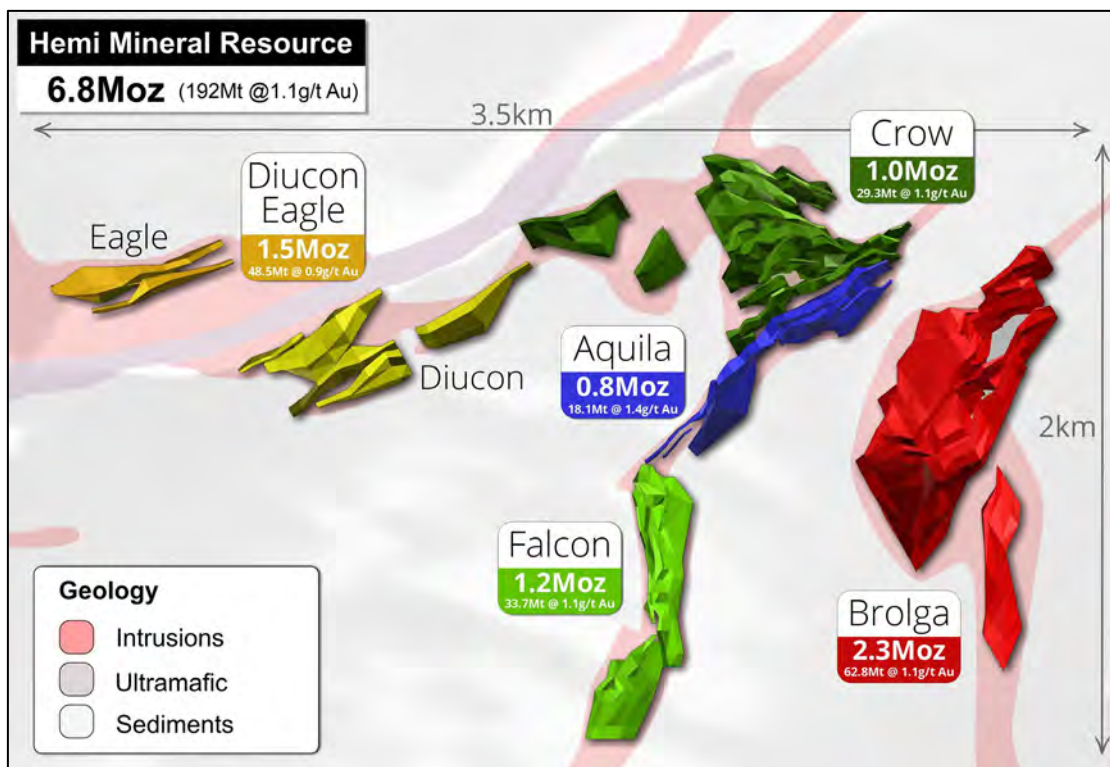 Hemi Mineral Resource
6.8Moz (192Mt @1.1g/t Au)
3.5km
Crow
1.0Moz
29.3Mt @ 1.1g/t Au
Diucon
Eagle
1.5Moz
48.5Mt @ 0.9g/t Au
Eagle
Aquila
0.8Moz
18.1Mt @ 1.4g/t Au
Diucon
2km
Falcon
1.2Moz
33.7Mt @ 1.1g/t Au
Brolga
2.3Moz
62.8Mt @ 1.1g/t Au
Geology
Intrusions
Ultramafic
Sediments